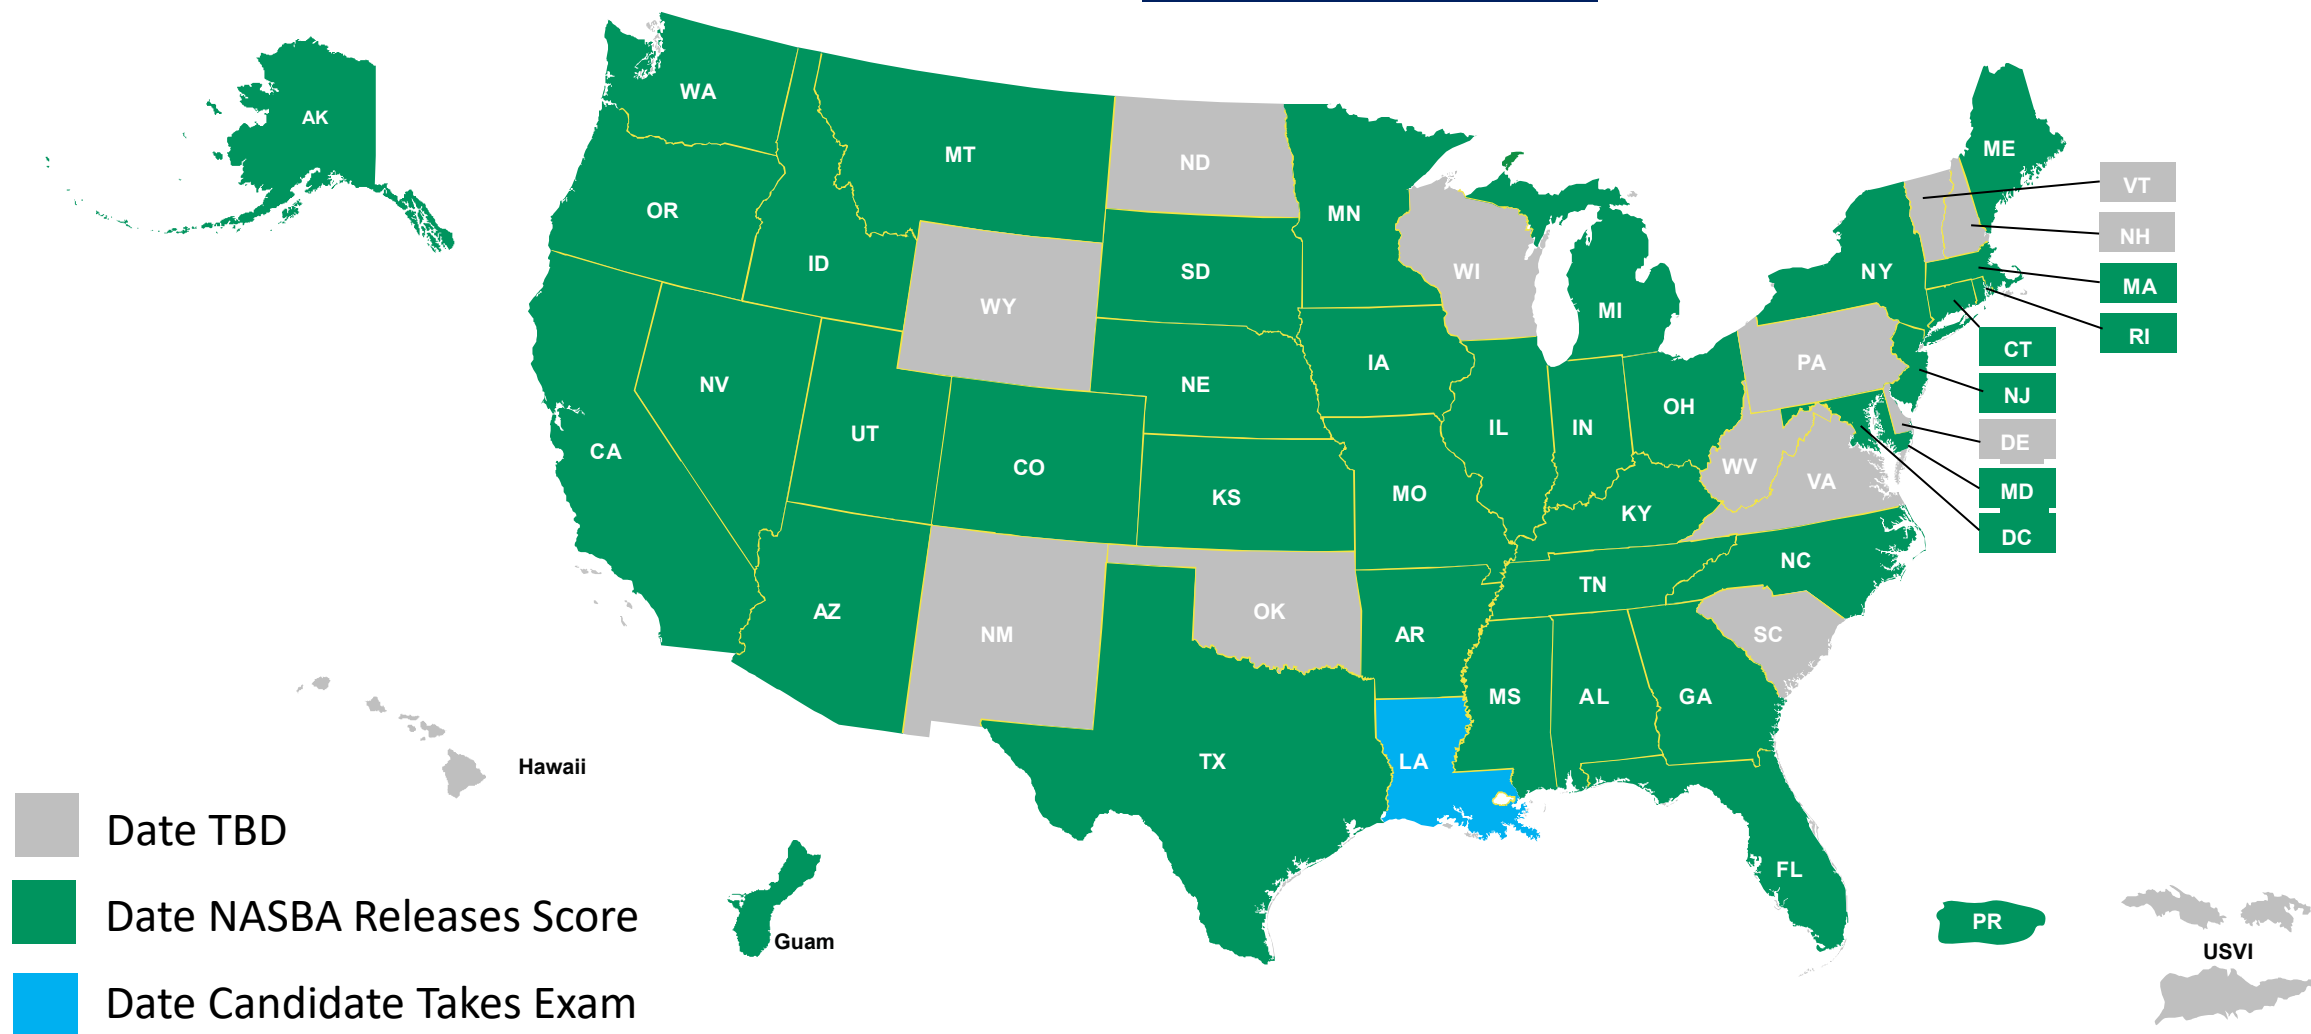 AK
WA
MT
ND
ME
VT
OR
MN
NH
ID
SD
WI
NY
MA
WY
MI
RI
CT
IA
PA
NV
NE
NJ
OH
UT
IL
IN
DE
CA
CO
WV
VA
KS
MO
MD
KY
DC
NC
TN
AZ
OK
NM
AR
SC
MS
AL
GA
TX
LA
Hawaii
Date TBD
FL
Date NASBA Releases Score
PR
Guam
USVI
Date Candidate Takes Exam